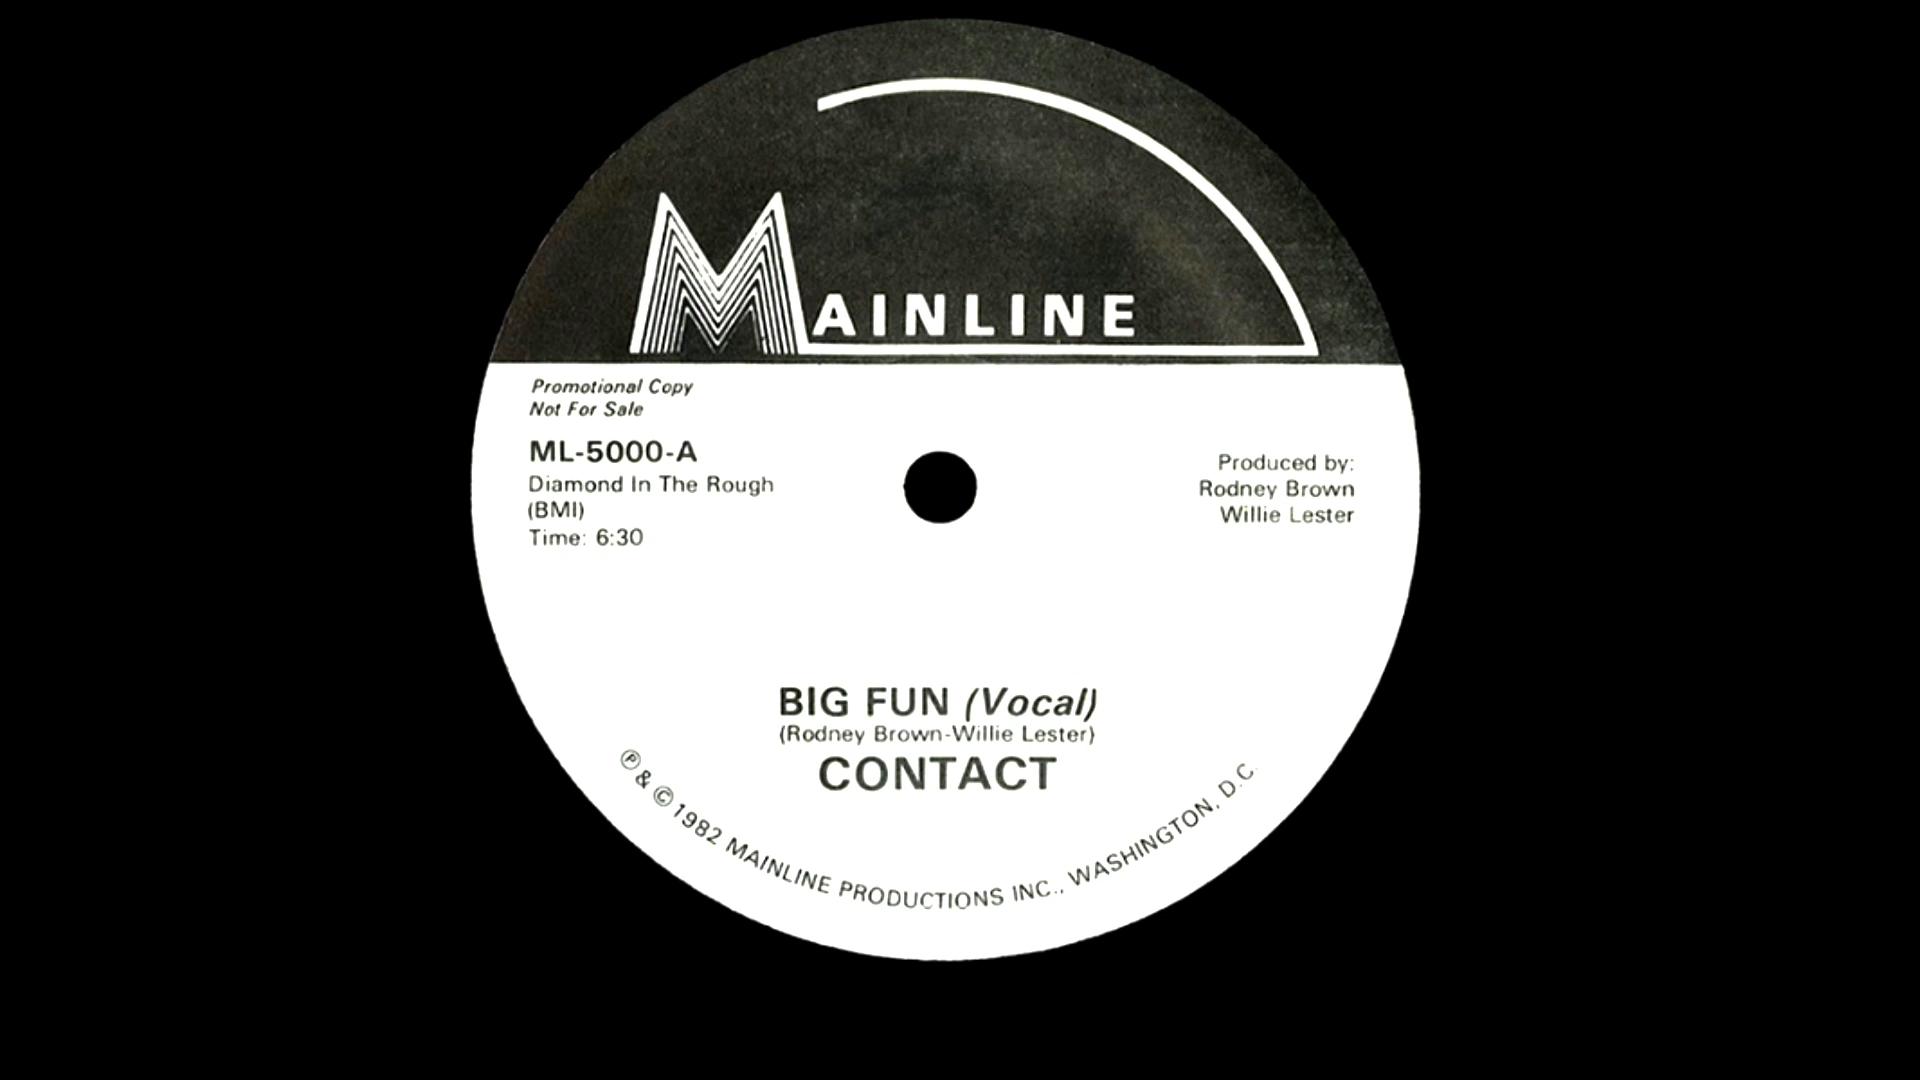 MAINLINE
Promotional Copy
Not For Sale
ML-5000-A
Diamond In The Rough
(BMI)
Time: 6:30
Produced by:
Rodney Brown
Willie Lester
BIG FUN (Vocal)
(Rodney Brown-Willie Lester)
CONTACT
℗ & © 1982 MAINLINE PRODUCTIONS INC., WASHINGTON, D.C.